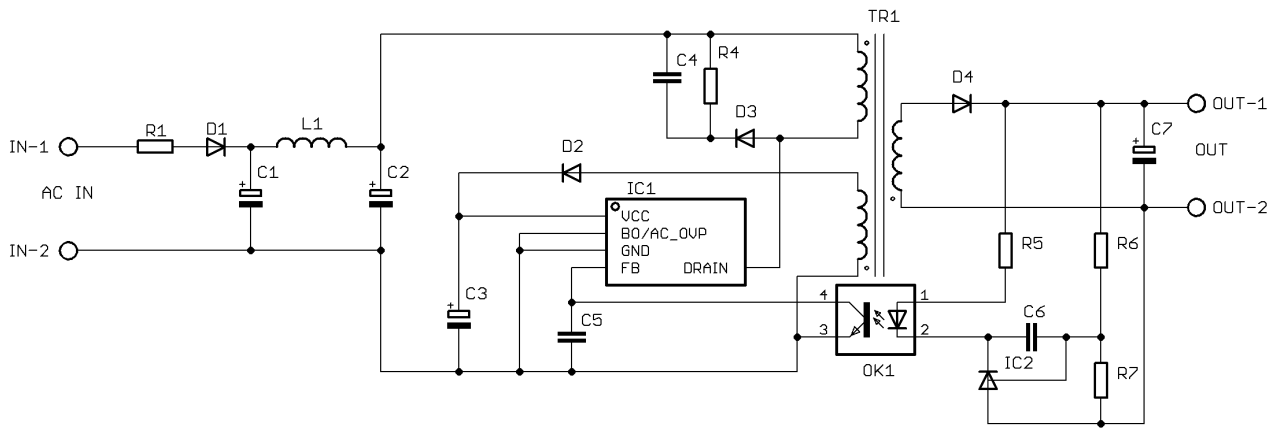 TR1
C4
R4
D3
D4
OUT-1
C7
OUT
OUT-2
IN-1
R1
D1
L1
C1
C2
AC IN
IN-2
D2
IC1
VCC
BO/AC_OVP
GND
FB
DRAIN
C3
C5
4
3
1
2
OK1
R5
R6
C6
IC2
R7
+
+
+
+